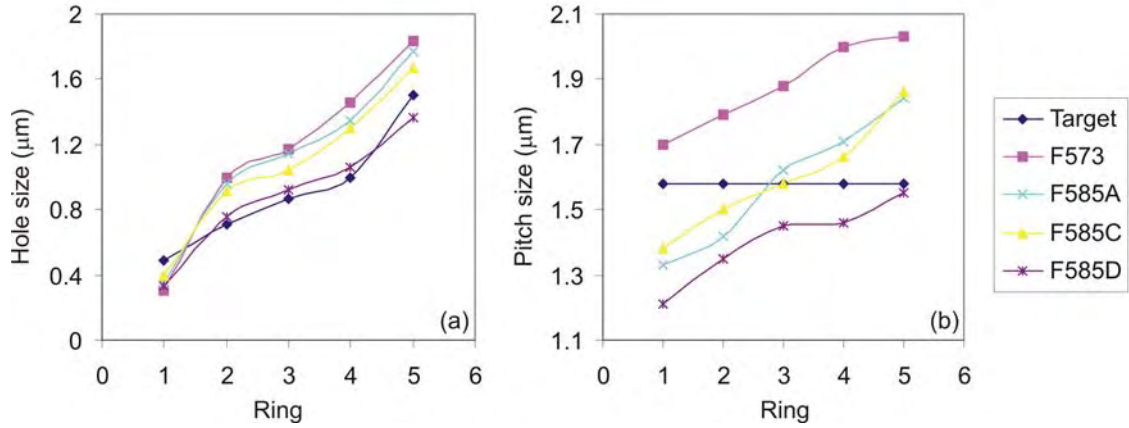 2
1.6
1.2
0.8
0.4
0
Hole size (μm)
0 1 2 3 4 5 6
Ring
(a)
2.1
1.9
1.7
1.5
1.3
1.1
Pitch size (μm)
0 1 2 3 4 5 6
Ring
(b)
Target
F573
F585A
F585C
F585D